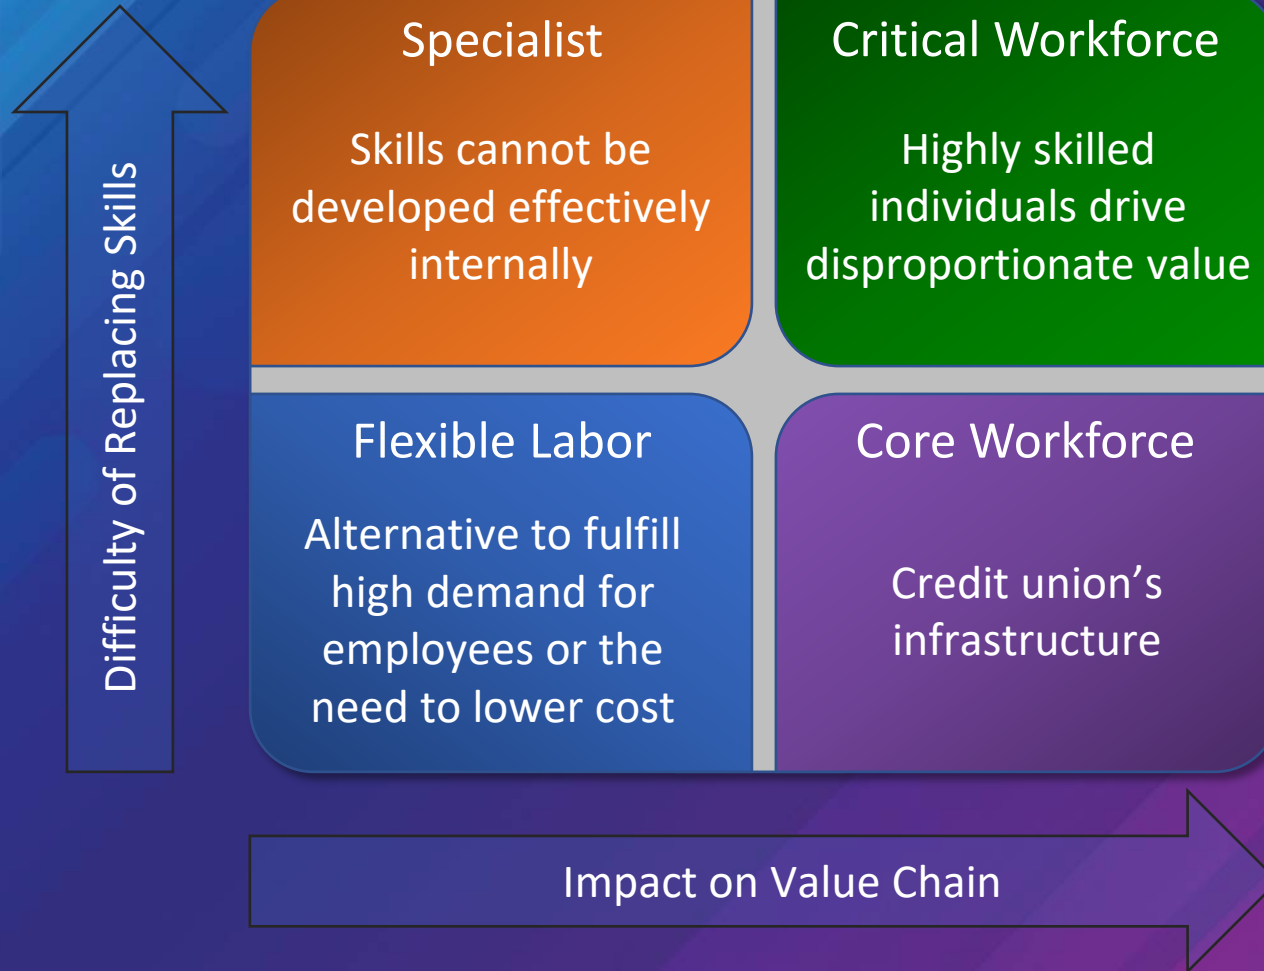 Specialist
Skills cannot be
developed effectively
internally
Critical Workforce
Highly skilled
individuals drive
disproportionate value
Difficulty of Replacing Skills
Flexible Labor
Alternative to fulfill
high demand for
employees or the
need to lower cost
Core Workforce
Credit union’s
infrastructure
Impact on Value Chain